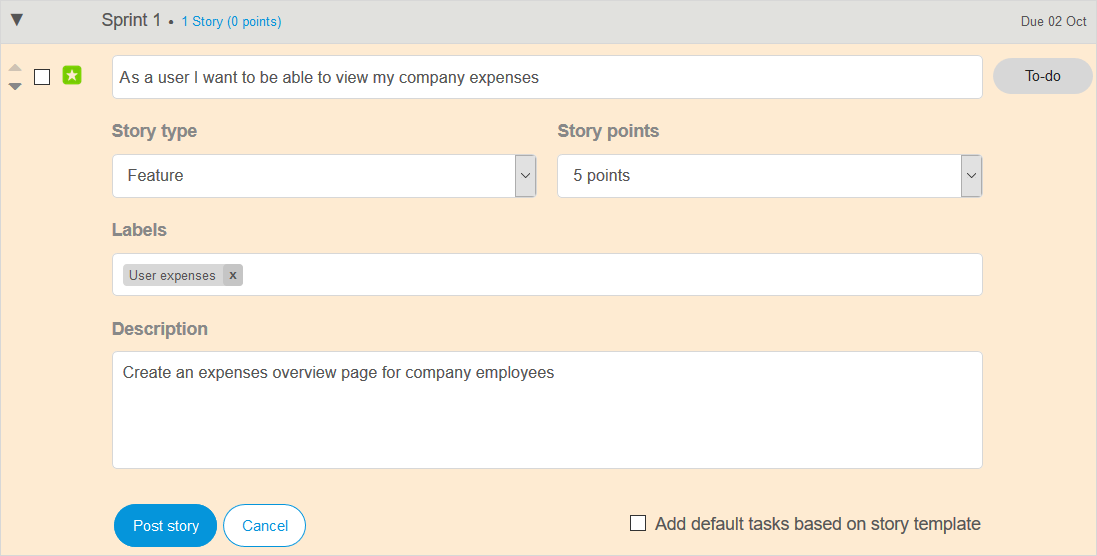 Sprint 1 • 1 Story (0 points) Due 02 Oct
As a user I want to be able to view my company expenses To-do
Story type Story points
Feature 5 points
Labels
User expenses x
Description
Create an expenses overview page for company employees
Post story Cancel Add default tasks based on story template